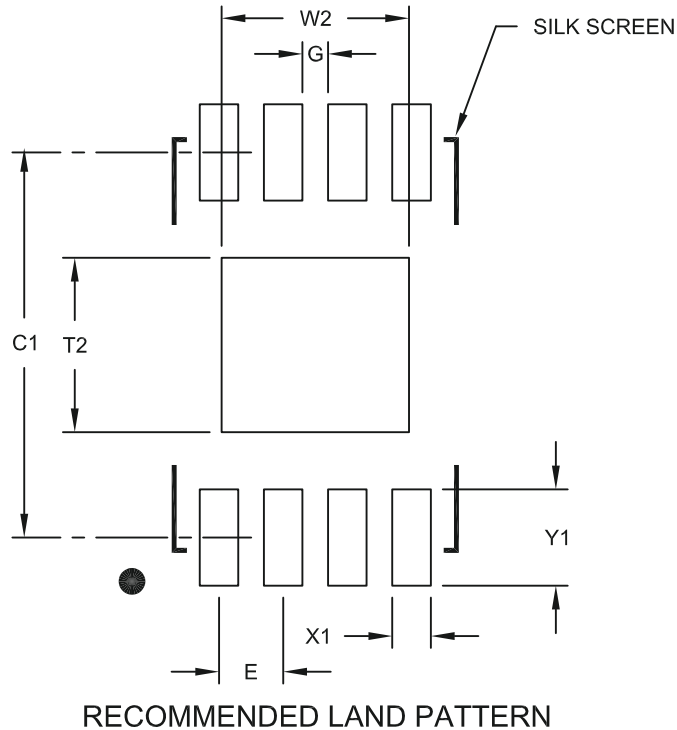 W2
SILK SCREEN
G
C1
T2
Y1
X1
E
RECOMMENDED LAND PATTERN